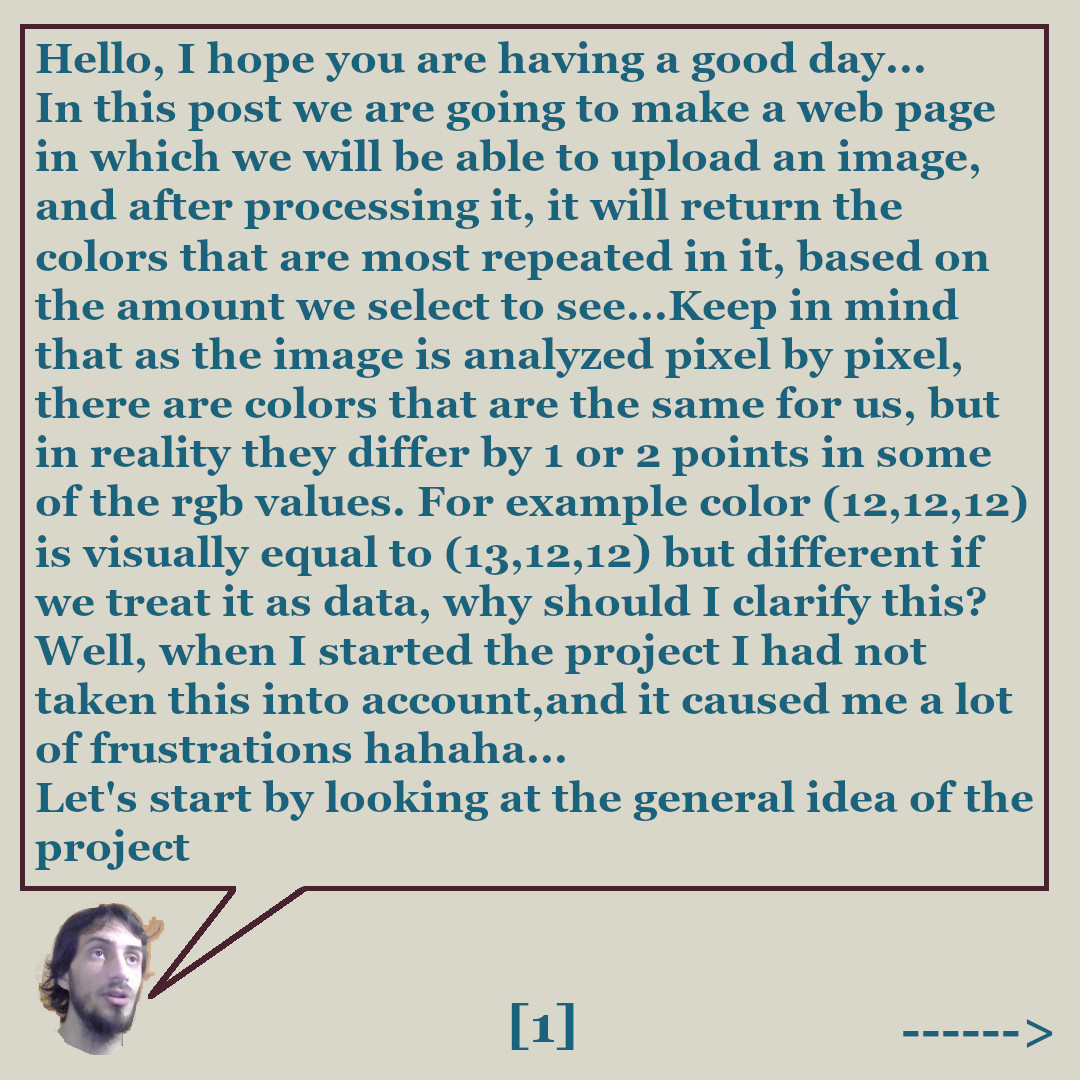 Hello, I hope you are having a good day...
In this post we are going to make a web page
in which we will be able to upload an image,
and after processing it, it will return the
colors that are most repeated in it, based on
the amount we select to see...Keep in mind
that as the image is analyzed pixel by pixel,
there are colors that are the same for us, but
in reality they differ by 1 or 2 points in some
of the rgb values. For example color (12,12,12)
is visually equal to (13,12,12) but different if
we treat it as data, why should I clarify this?
Well, when I started the project I had not
taken this into account,and it caused me a lot
of frustrations hahaha...
Let's start by looking at the general idea of the
project
[1]
------>